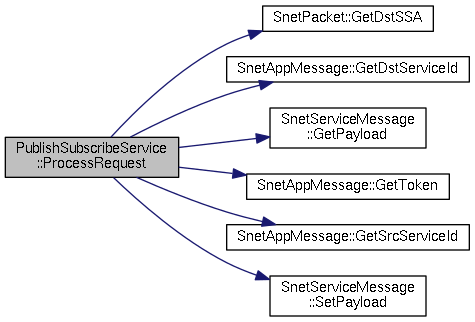 SnetPacket::GetDstSSA
SnetAppMessage::GetDstServiceId
SnetServiceMessage
::GetPayload
PublishSubscribeService
::ProcessRequest
SnetAppMessage::GetToken
SnetAppMessage::GetSrcServiceId
SnetServiceMessage
::SetPayload